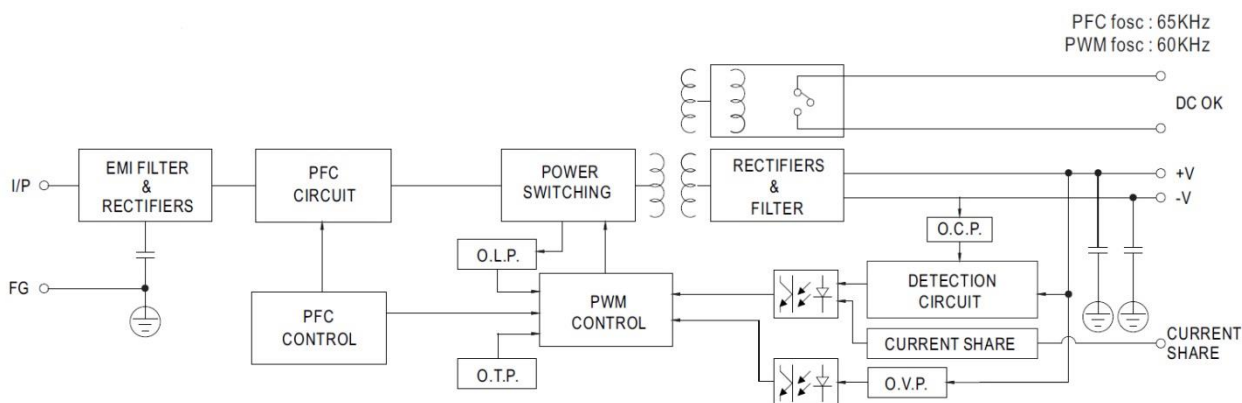 PFC fosc : 65KHz
PWM fosc : 60KHz
DC OK
I/P
EMI FILTER
&
RECTIFIERS
PFC
CIRCUIT
POWER
SWITCHING
RECTIFIERS
&
FILTER
+V
-V
O.L.P.
O.C.P.
FG
PFC
CONTROL
PWM
CONTROL
DETECTION
CIRCUIT
CURRENT SHARE
CURRENT
SHARE
O.T.P.
O.V.P.